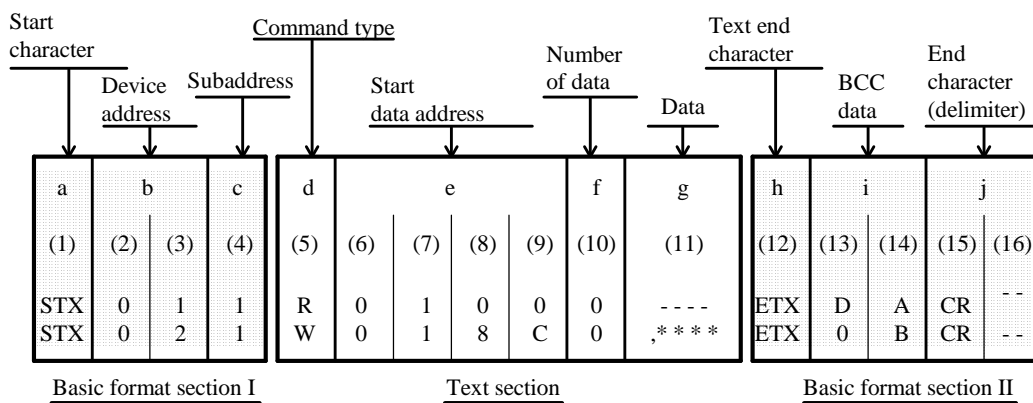 Start character
Device address
Subaddress
Command type
Start data address
Number of data
Data
Text end character
BCC data
End character (delimiter)
a b c d e f g h i j
(1) (2) (3) (4) (5) (6) (7) (8) (9) (10) (11) (12) (13) (14) (15) (16)
STX 0 1 1 R 0 1 0 0 0 - - - - ETX D A CR - -
STX 0 2 1 W 0 1 8 C 0 ,* * * * ETX 0 B CR - -
Basic format section I
Text section
Basic format section II